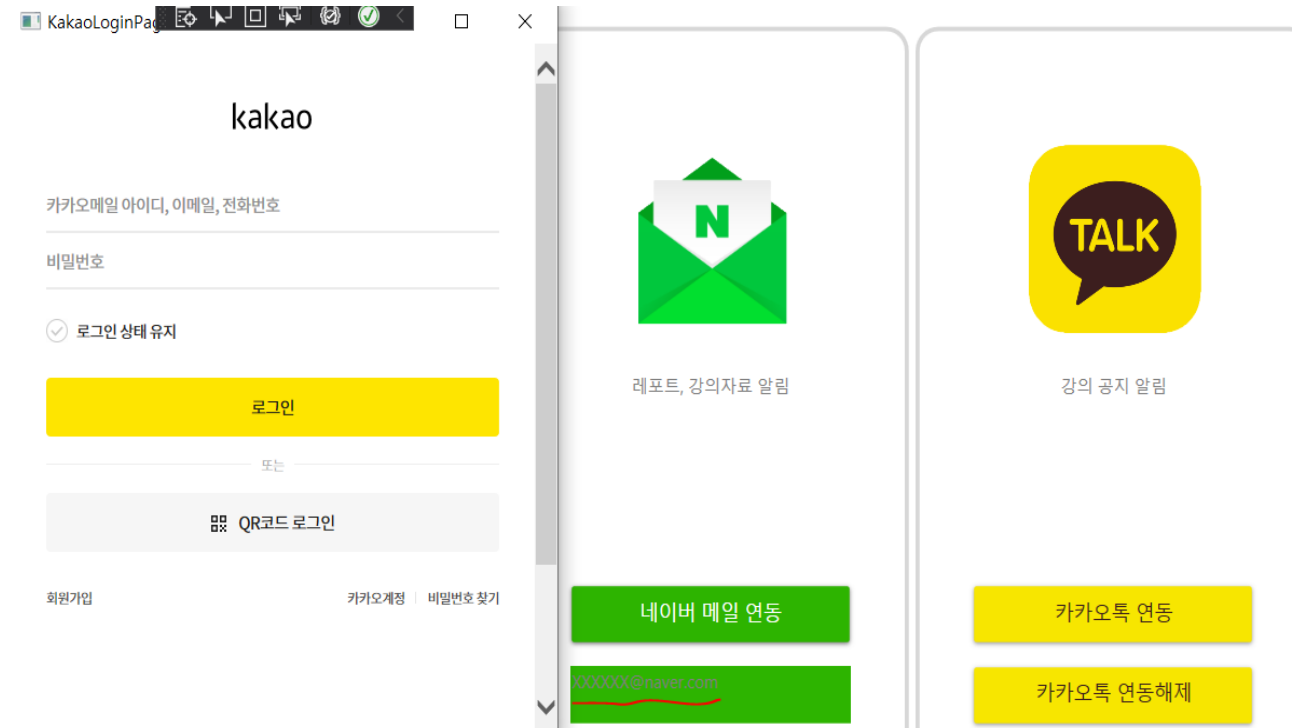 KakaoLoginPag
kakao
카카오메일 아이디, 이메일, 전화번호
비밀번호
로그인 상태 유지
로그인
또는
QR코드 로그인
회원가입
카카오계정 | 비밀번호 찾기
N
레포트, 강의자료 알림
네이버 메일 연동
XXXXXX@naver.com
TALK
강의 공지 알림
카카오톡 연동
카카오톡 연동해제